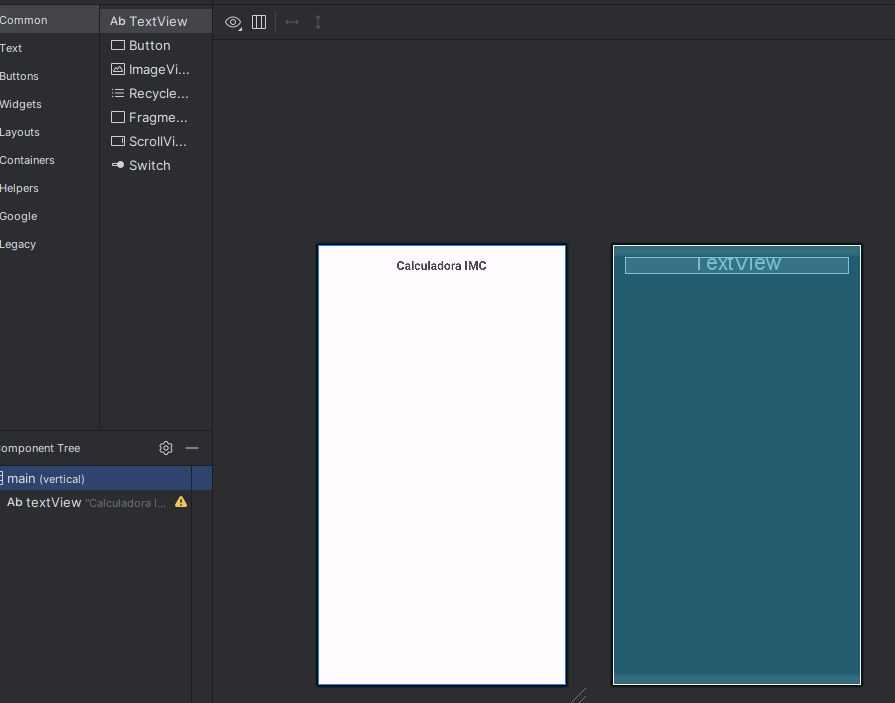 Common
Text
Buttons
Widgets
Layouts
Containers
Helpers
Google
Legacy
Ab TextView
Button
ImageVi...
Recycle...
Fragme...
ScrollVi...
Switch
Calculadora IMC
TextView
omponent Tree
main (vertical)
Ab textView "Calculadora I...